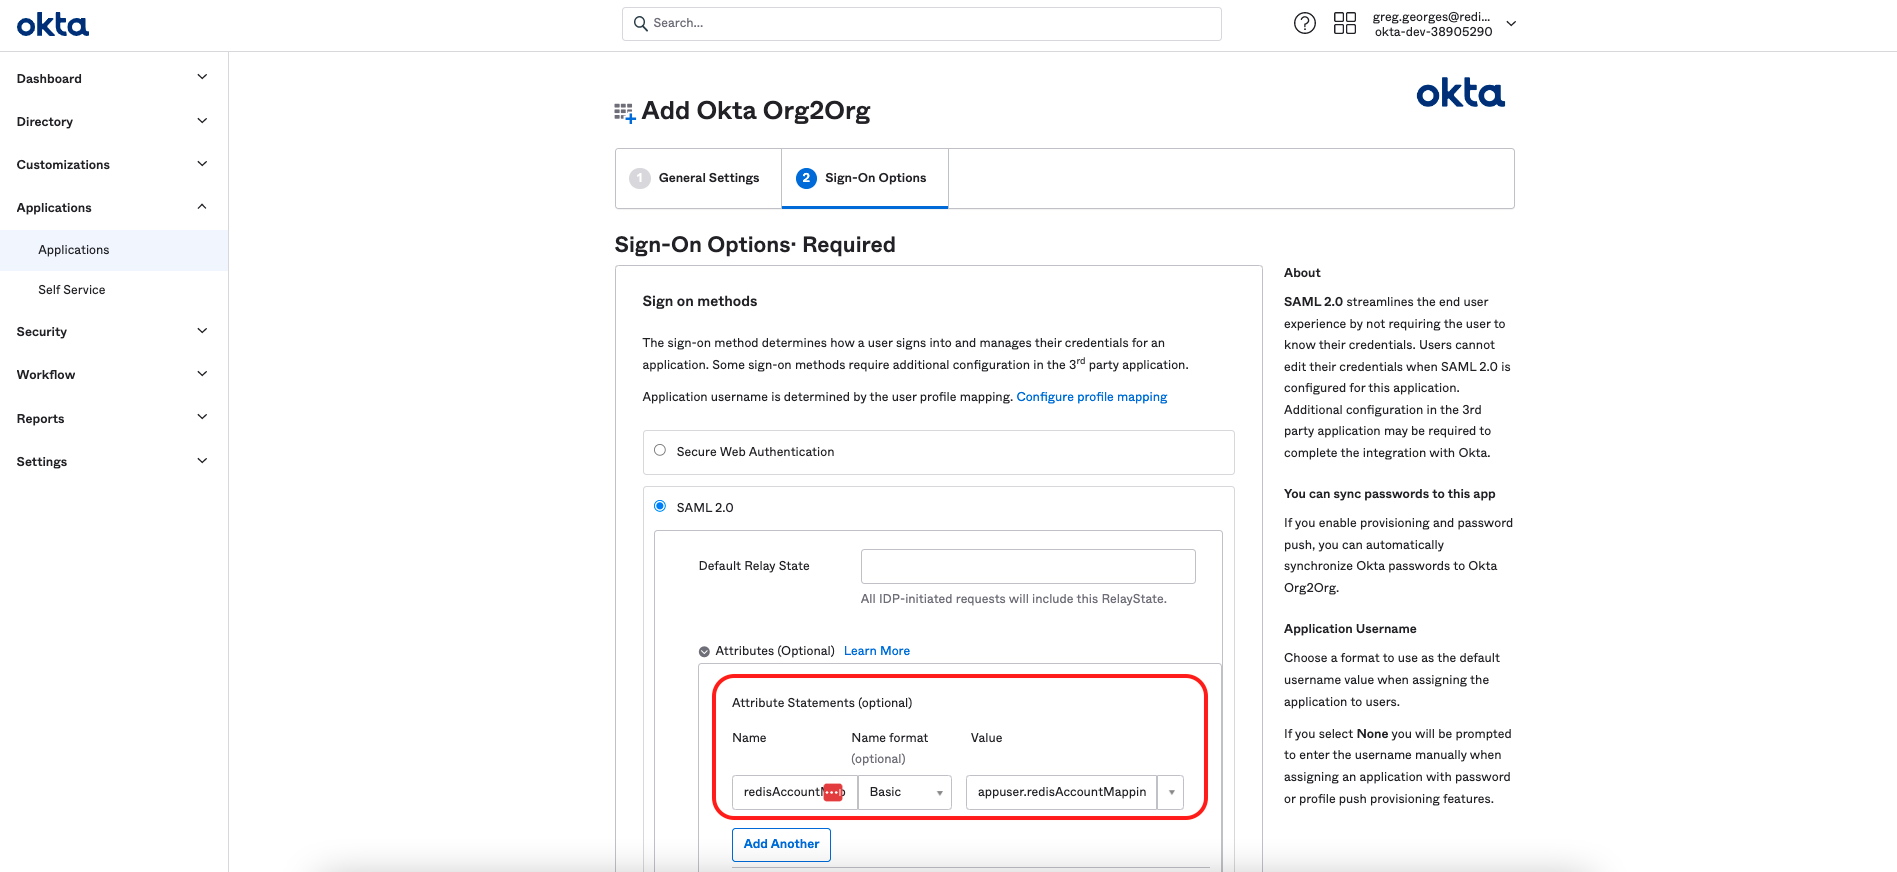 okta
Search...
greg.georges@redi...
okta-dev-38905290
Dashboard
Directory
Customizations
Applications
Applications
Self Service
Security
Workflow
Reports
Settings
okta
Add Okta Org2Org
1 General Settings
2 Sign-On Options
Sign-On Options· Required
Sign on methods
The sign-on method determines how a user signs into and manages their credentials for an
application. Some sign-on methods require additional configuration in the 3rd party application.
Application username is determined by the user profile mapping. Configure profile mapping
Secure Web Authentication
SAML 2.0
Default Relay State
All IDP-initiated requests will include this RelayState.
Attributes (Optional) Learn More
Attribute Statements (optional)
Name Name format Value
(optional)
Basic appuser.redisAccountMappin
Add Another
About
SAML 2.0 streamlines the end user
experience by not requiring the user to
know their credentials. Users cannot
edit their credentials when SAML 2.0 is
configured for this application.
Additional configuration in the 3rd
party application may be required to
complete the integration with Okta.
You can sync passwords to this app
If you enable provisioning and password
push, you can automatically
synchronize Okta passwords to Okta
Org2Org.
Application Username
Choose a format to use as the default
username value when assigning the
application to users.
If you select None you will be prompted
to enter the username manually when
assigning an application with password
or profile push provisioning features.